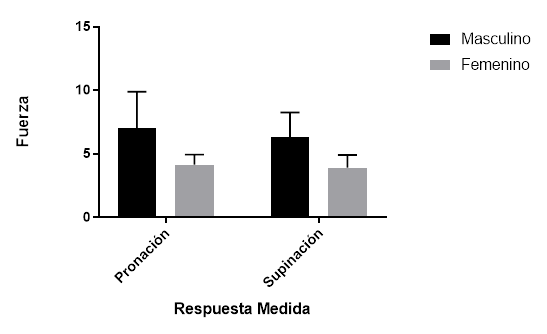 15
10
5
0
Fuerza
Pronación
Supinación
Respuesta Medida
Masculino
Femenino